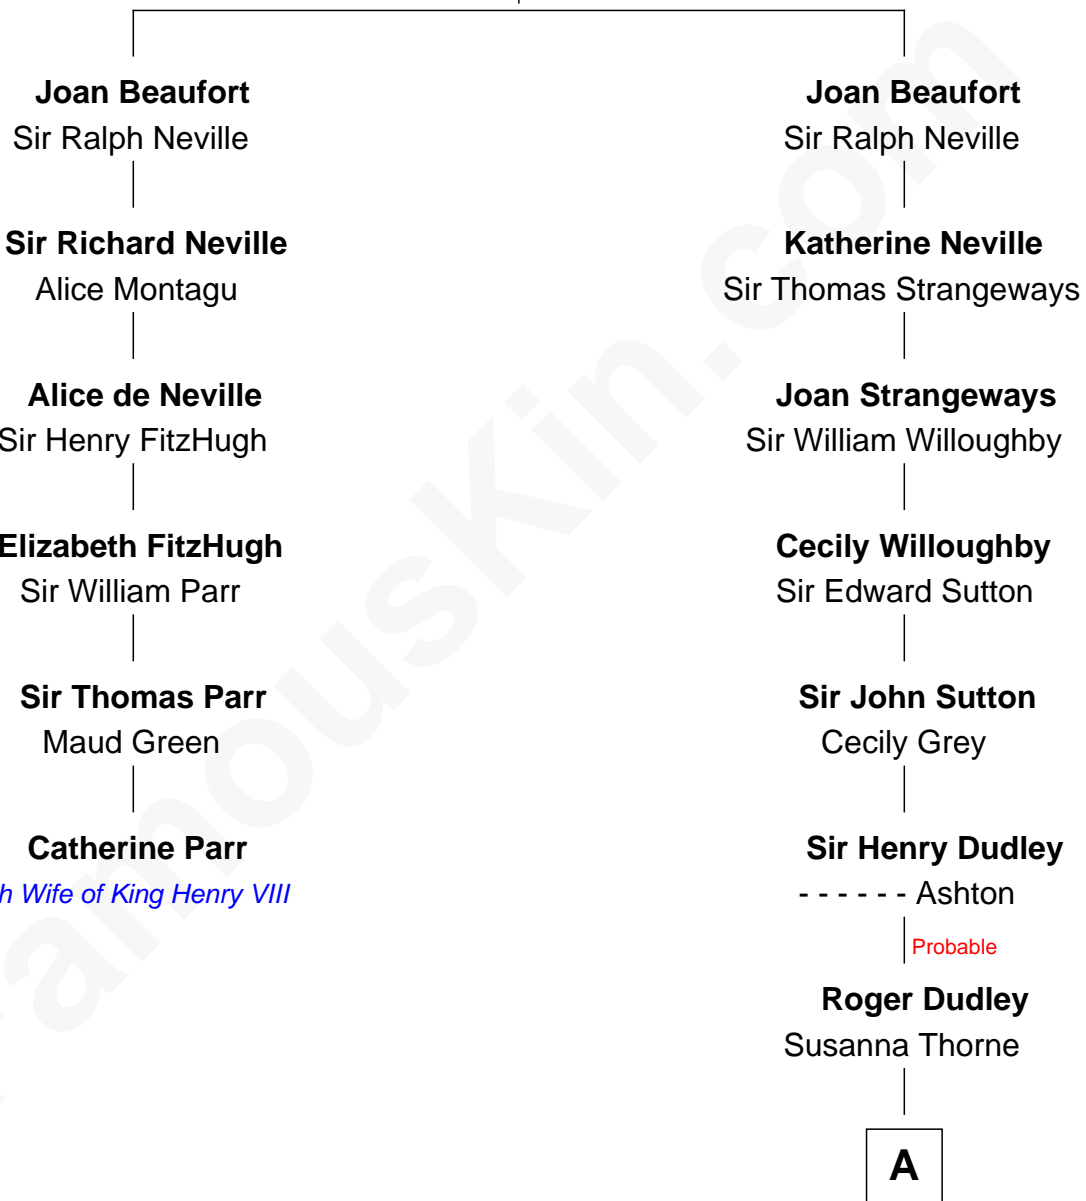 Joan Beaufort
Sir Ralph Neville
Sir Richard Neville
Alice Montagu
Alice de Neville
Sir Henry FitzHugh
Elizabeth FitzHugh
Sir William Parr
Sir Thomas Parr
Maud Green
Catherine Parr
h Wife of King Henry VIII
Joan Beaufort
Sir Ralph Neville
Katherine Neville
Sir Thomas Strangeways
Joan Strangeways
Sir William Willoughby
Cecily Willoughby
Sir Edward Sutton
Sir John Sutton
Cecily Grey
Sir Henry Dudley
- - - - - - Ashton
Probable
Roger Dudley
Susanna Thorne
A
FamousKin.com